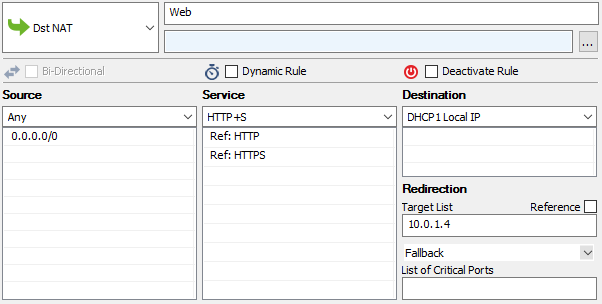 Web
Dst NAT
...
Bi-Directional
Dynamic Rule
Deactivate Rule
Source
Service
Destination
Any
HTTP+S
DHCP1 Local IP
0.0.0.0/0
Ref: HTTP
Ref: HTTPS
Redirection
Target List
Reference
10.0.1.4
Fallback
List of Critical Ports